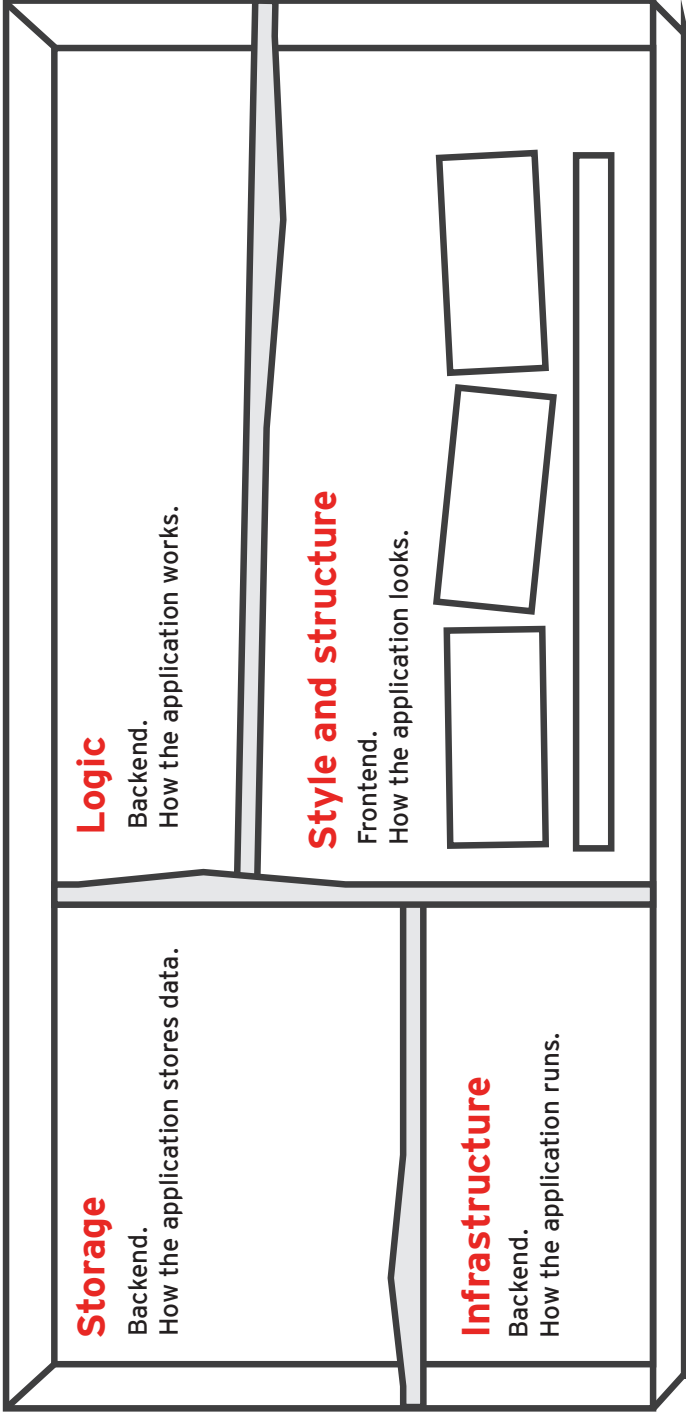 Storage
Backend.
How the application stores data.
Logic
Backend.
How the application works.
Infrastructure
Backend.
How the application runs.
Style and structure
Frontend.
How the application looks.